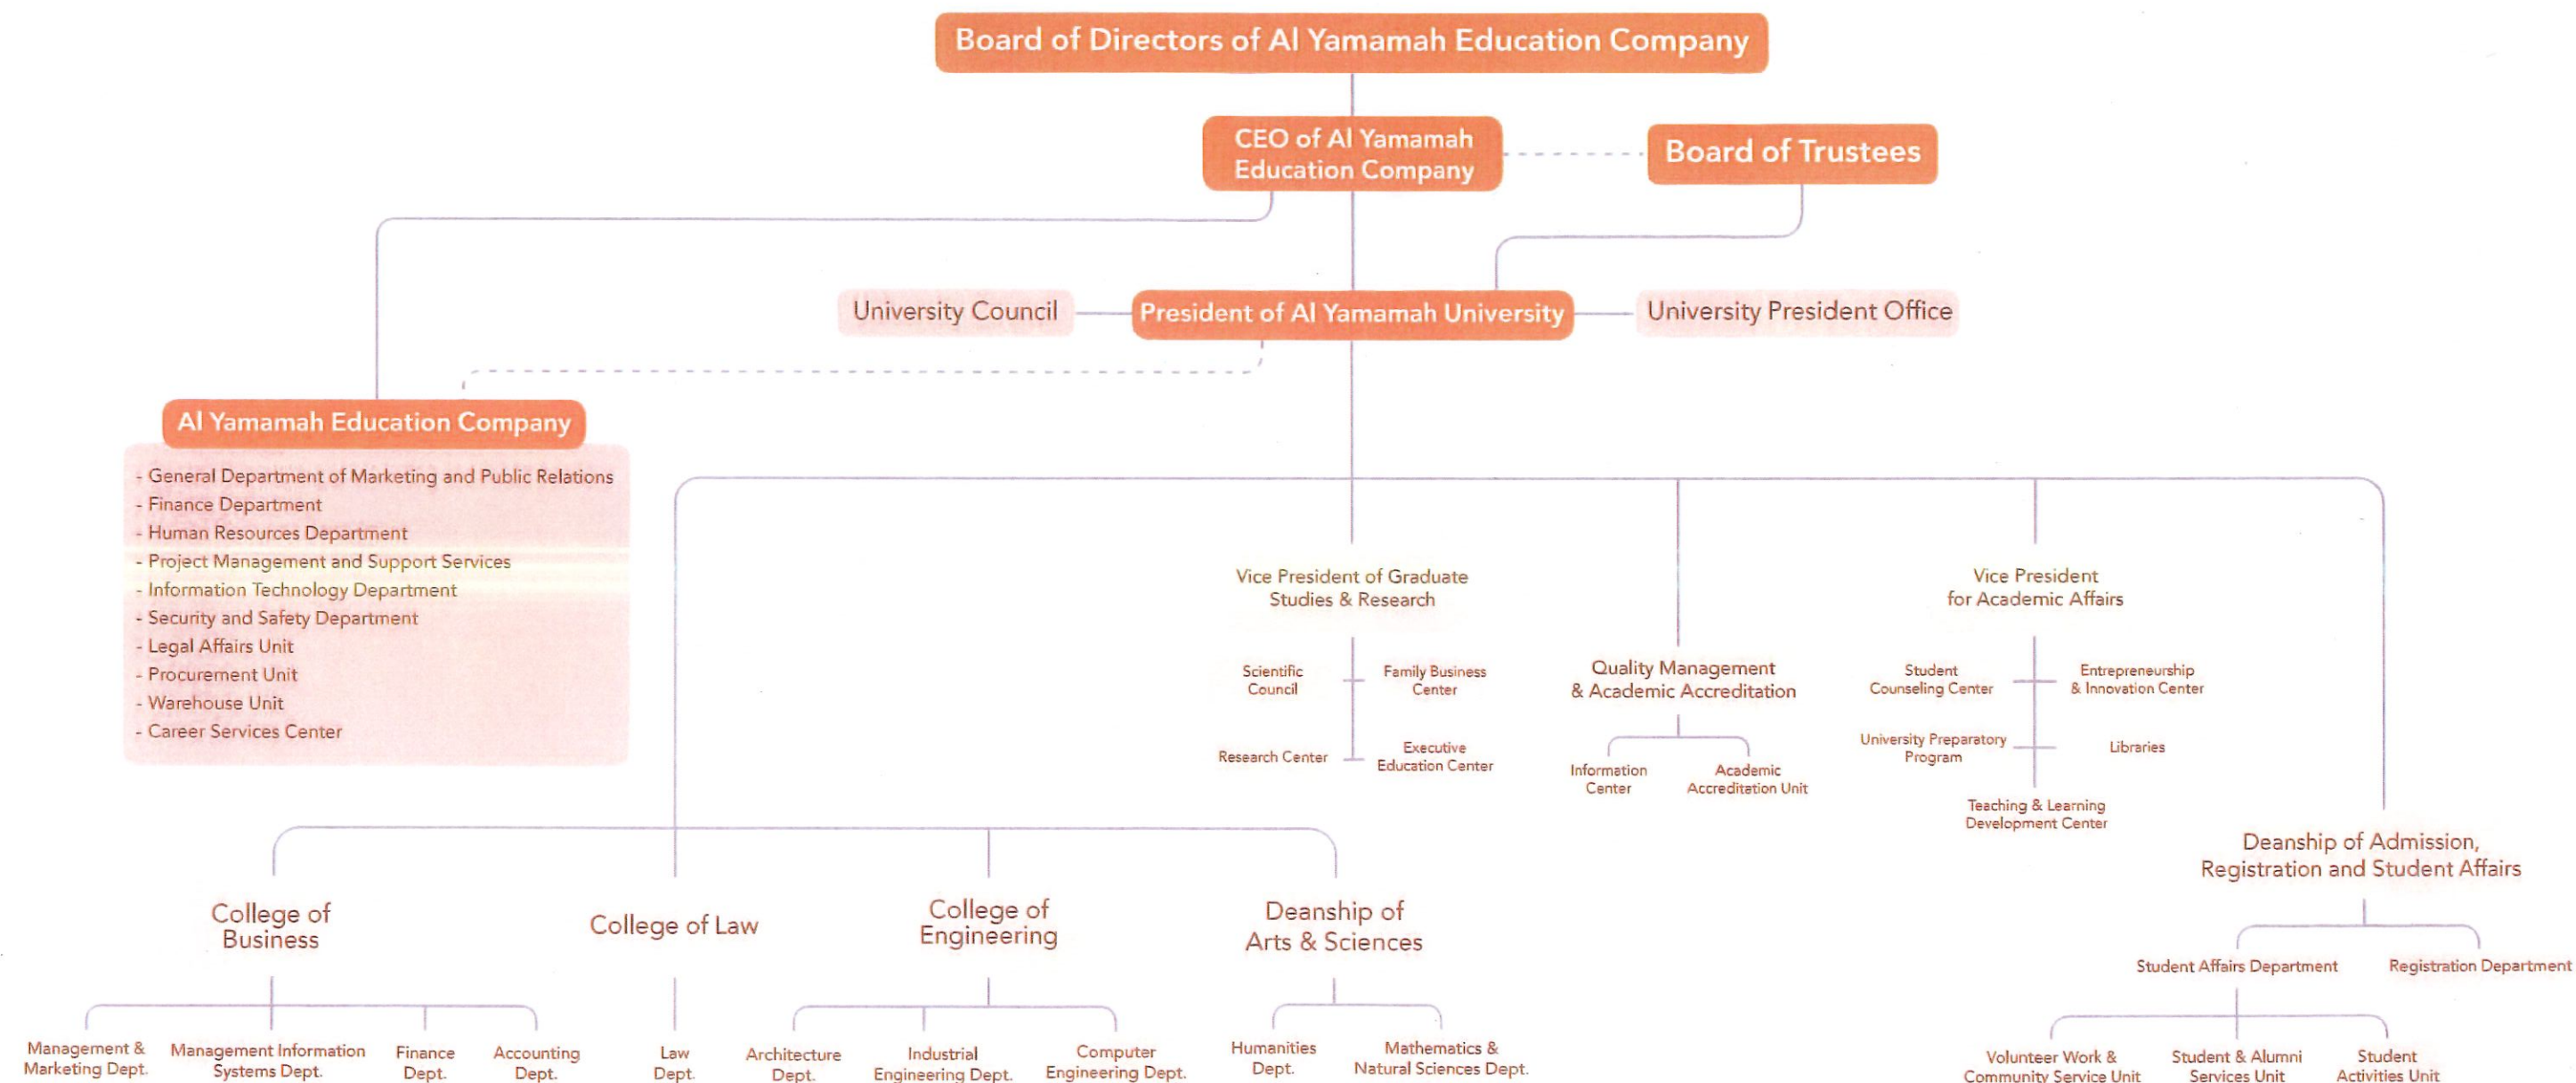 Board of Directors of Al Yamamah Education Company
CEO of Al Yamamah
Education Company
Board of Trustees
University Council
President of Al Yamamah University
University President Office
Al Yamamah Education Company
- General Department of Marketing and Public Relations
- Finance Department
- Human Resources Department
- Project Management and Support Services
- Information Technology Department
- Security and Safety Department
- Legal Affairs Unit
- Procurement Unit
- Warehouse Unit
- Career Services Center
Vice President of Graduate
Studies & Research
Scientific
Council
Family Business
Center
Research Center
Executive
Education Center
Quality Management
& Academic Accreditation
Information
Center
Academic
Accreditation Unit
Vice President
for Academic Affairs
Student
Counseling Center
Entrepreneurship
& Innovation Center
University Preparatory
Program
Libraries
Teaching & Learning
Development Center
Deanship of Admission,
Registration and Student Affairs
Student Affairs Department
Registration Department
Volunteer Work &
Community Service Unit
Student & Alumni
Services Unit
Student
Activities Unit
College of
Business
College of Law
College of
Engineering
Deanship of
Arts & Sciences
Management &
Marketing Dept.
Management Information
Systems Dept.
Finance
Dept.
Accounting
Dept.
Law
Dept.
Architecture
Dept.
Industrial
Engineering Dept.
Computer
Engineering Dept.
Humanities
Dept.
Mathematics &
Natural Sciences Dept.